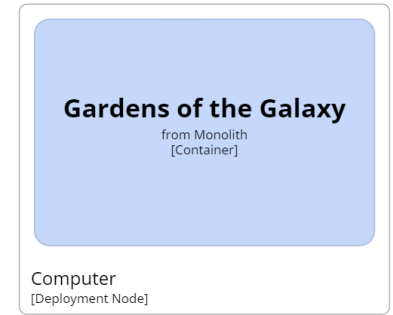 Gardens of the Galaxy
from Monolith
[Container]
Computer
[Deployment Node]